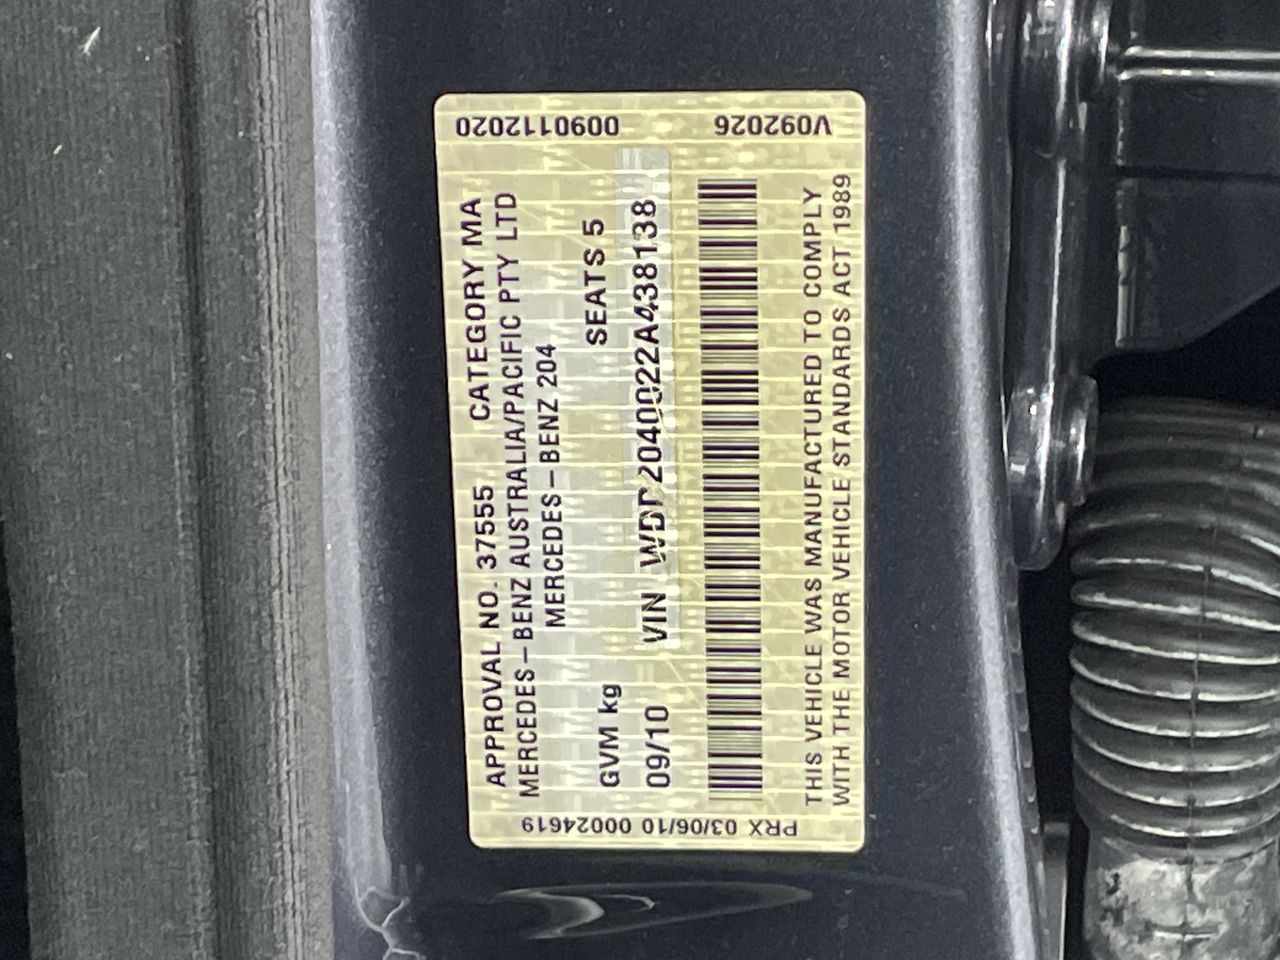 APPROVAL NO. 37555 CATEGORY MA
MERCEDES-BENZ AUSTRALIA/PACIFIC PTY LTD
MERCEDES-BENZ 204
GVM kg SEATS 5
09/10 VIN WDD2040022A438138
THIS VEHICLE WAS MANUFACTURED TO COMPLY
WITH THE MOTOR VEHICLE STANDARDS ACT 1989
PRX 03/06/10 00024619
V092026 0090112020